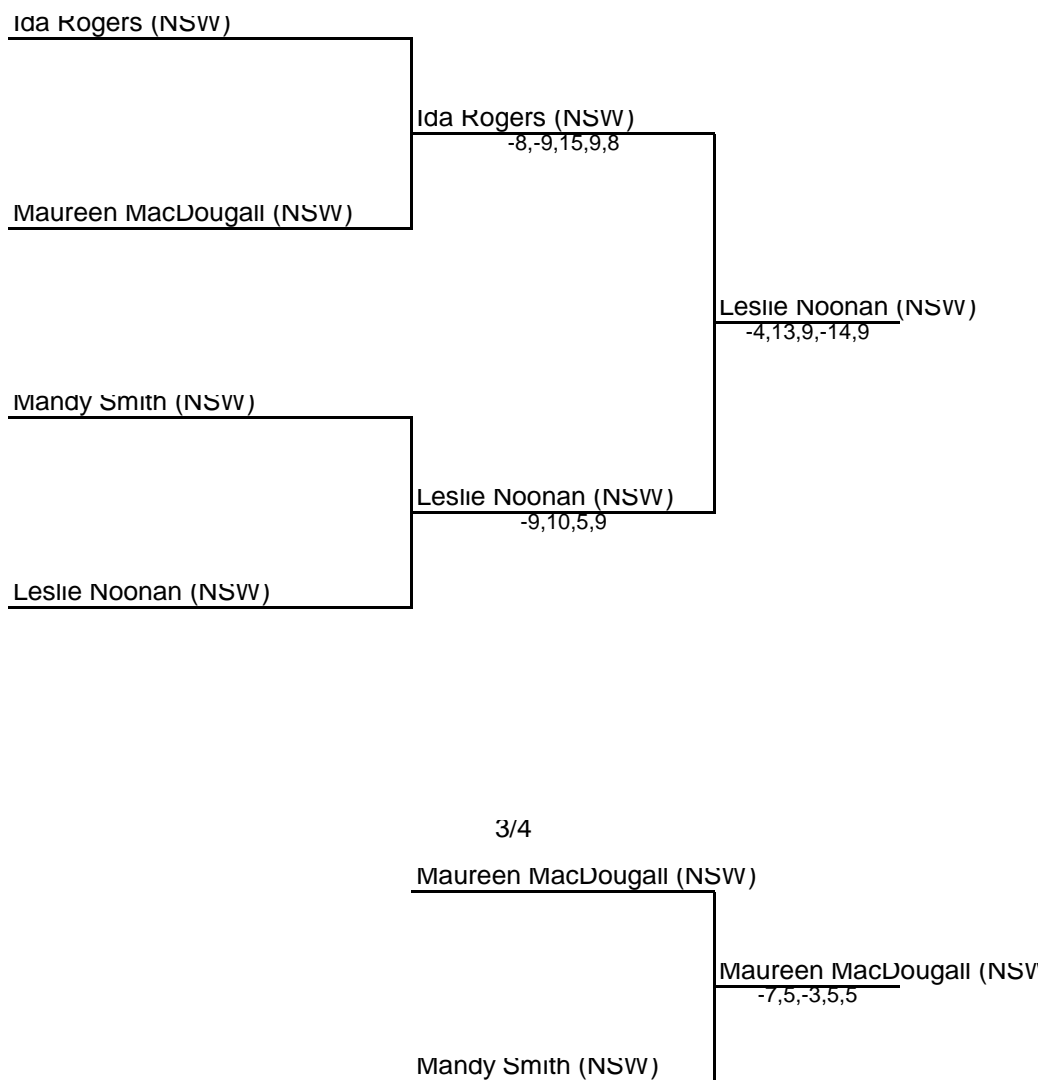 Ida Rogers (NSW)
Ida Rogers (NSW)
-8,-9,15,9,8
Maureen MacDougall (NSW)
Leslie Noonan (NSW)
-4,13,9,-14,9
Mandy Smith (NSW)
Leslie Noonan (NSW)
-9,10,5,9
Leslie Noonan (NSW)
3/4
Maureen MacDougall (NSW)
Maureen MacDougall (NSW
-7,5,-3,5,5
Mandy Smith (NSW)